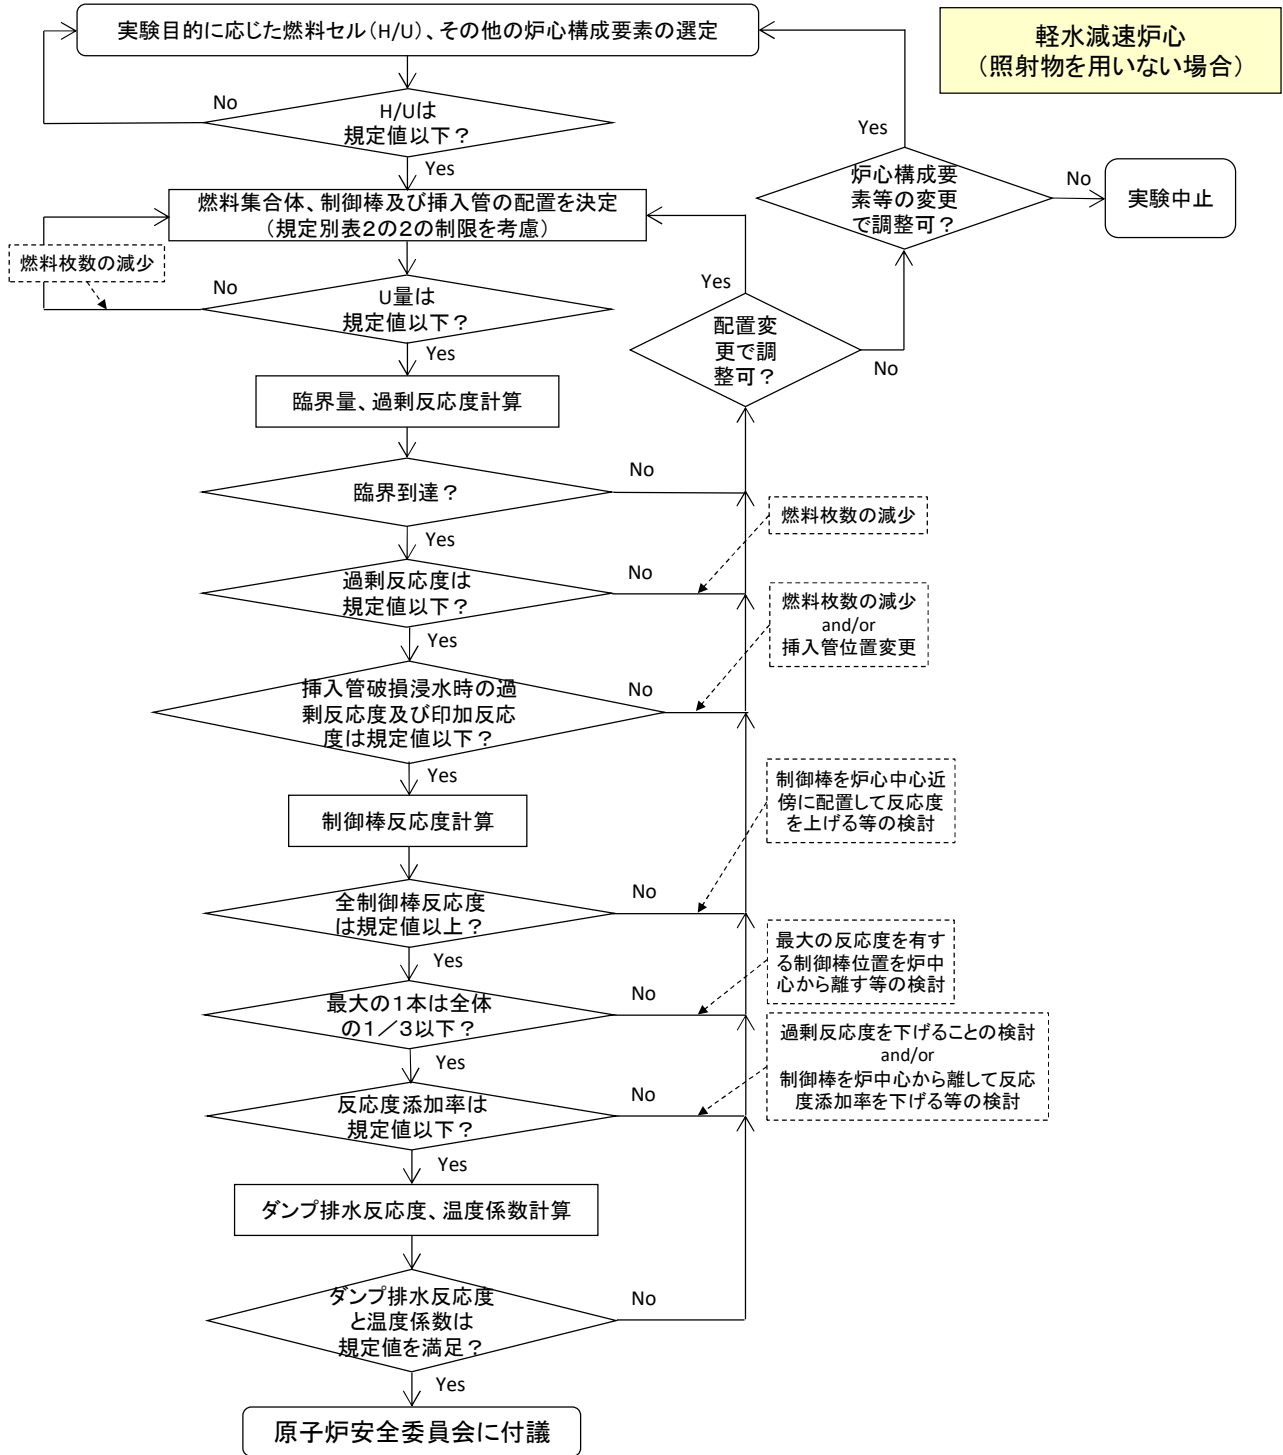 実験目的に応じた燃料セル(H/U)、その他の炉心構成要素の選定
軽水減速炉心
(照射物を用いない場合)
No
H/Uは
規定値以下?
Yes
Yes
炉心構成要
素等の変更
で調整可?
No
実験中止
燃料集合体、制御棒及び挿入管の配置を決定
(規定別表2の2の制限を考慮)
燃料枚数の減少
No
U量は
規定値以下?
Yes
Yes
配置変
更で調
整可?
No
臨界量、過剰反応度計算
臨界到達?
No
Yes
燃料枚数の減少
過剰反応度は
規定値以下?
No
Yes
燃料枚数の減少
and/or
挿入管位置変更
挿入管破損浸水時の過
剰反応度及び印加反応
度は規定値以下?
No
Yes
制御棒反応度計算
制御棒を炉心中心近
傍に配置して反応度
を上げる等の検討
全制御棒反応度
は規定値以上?
No
Yes
最大の反応度を有す
る制御棒位置を炉中
心から離す等の検討
最大の1本は全体
の1/3以下?
No
Yes
過剰反応度を下げることの検討
and/or
制御棒を炉中心から離して反応
度添加率を下げる等の検討
反応度添加率は
規定値以下?
No
Yes
ダンプ排水反応度、温度係数計算
ダンプ排水反応度
と温度係数は
規定値を満足?
No
Yes
原子炉安全委員会に付議